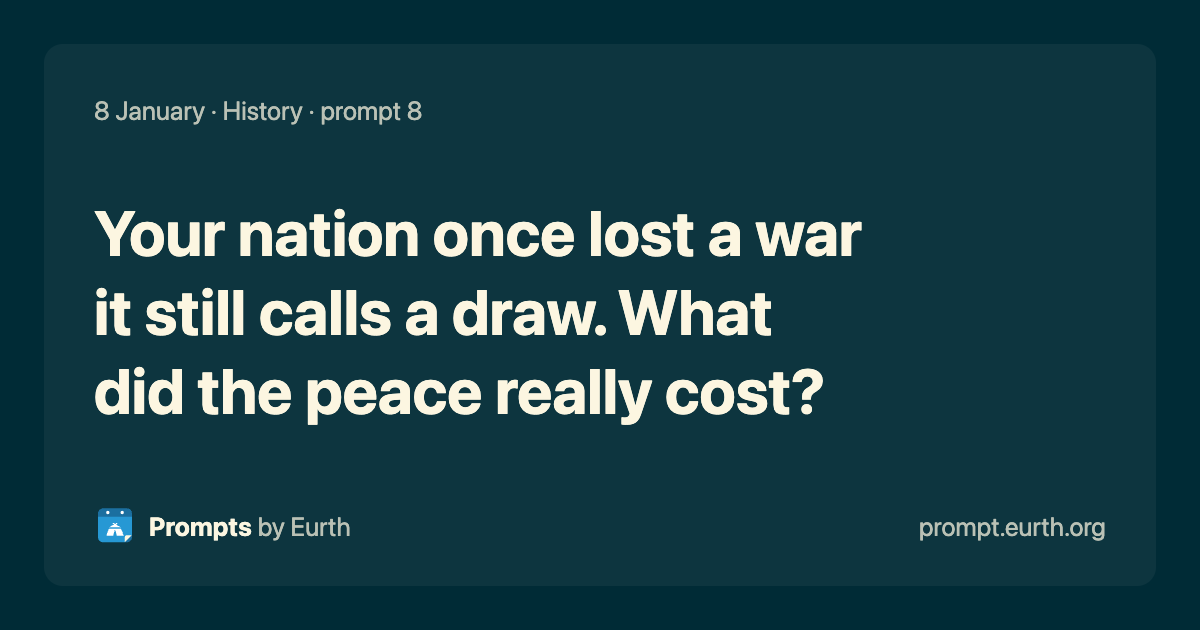 8 January · History · prompt 8
Your nation once lost a war
it still calls a draw. What
did the peace really cost?
Prompts by Eurth
prompt.eurth.org